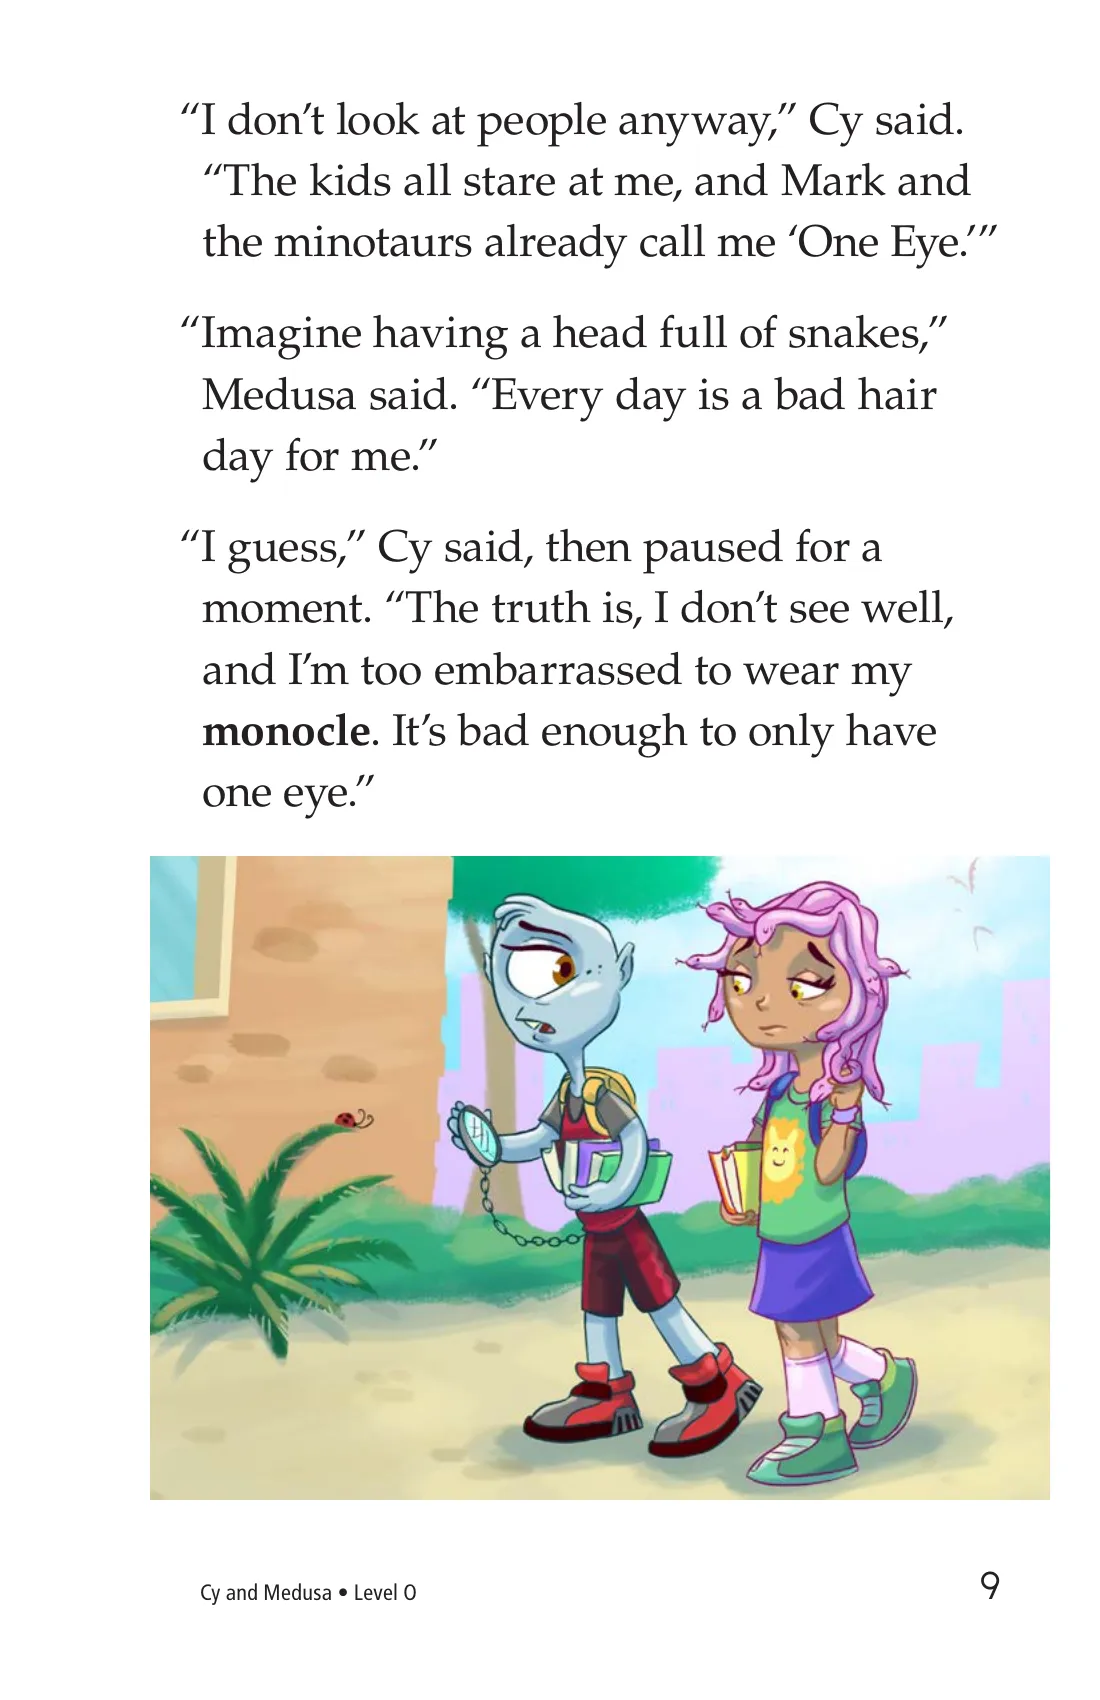 “I don’t look at people anyway,” Cy said.
“The kids all stare at me, and Mark and
the minotaurs already call me ‘One Eye.’”
“Imagine having a head full of snakes,”
Medusa said. “Every day is a bad hair
day for me.”
“I guess,” Cy said, then paused for a
moment. “The truth is, I don’t see well,
and I’m too embarrassed to wear my
monocle. It’s bad enough to only have
one eye.”
Cy and Medusa • Level O
9